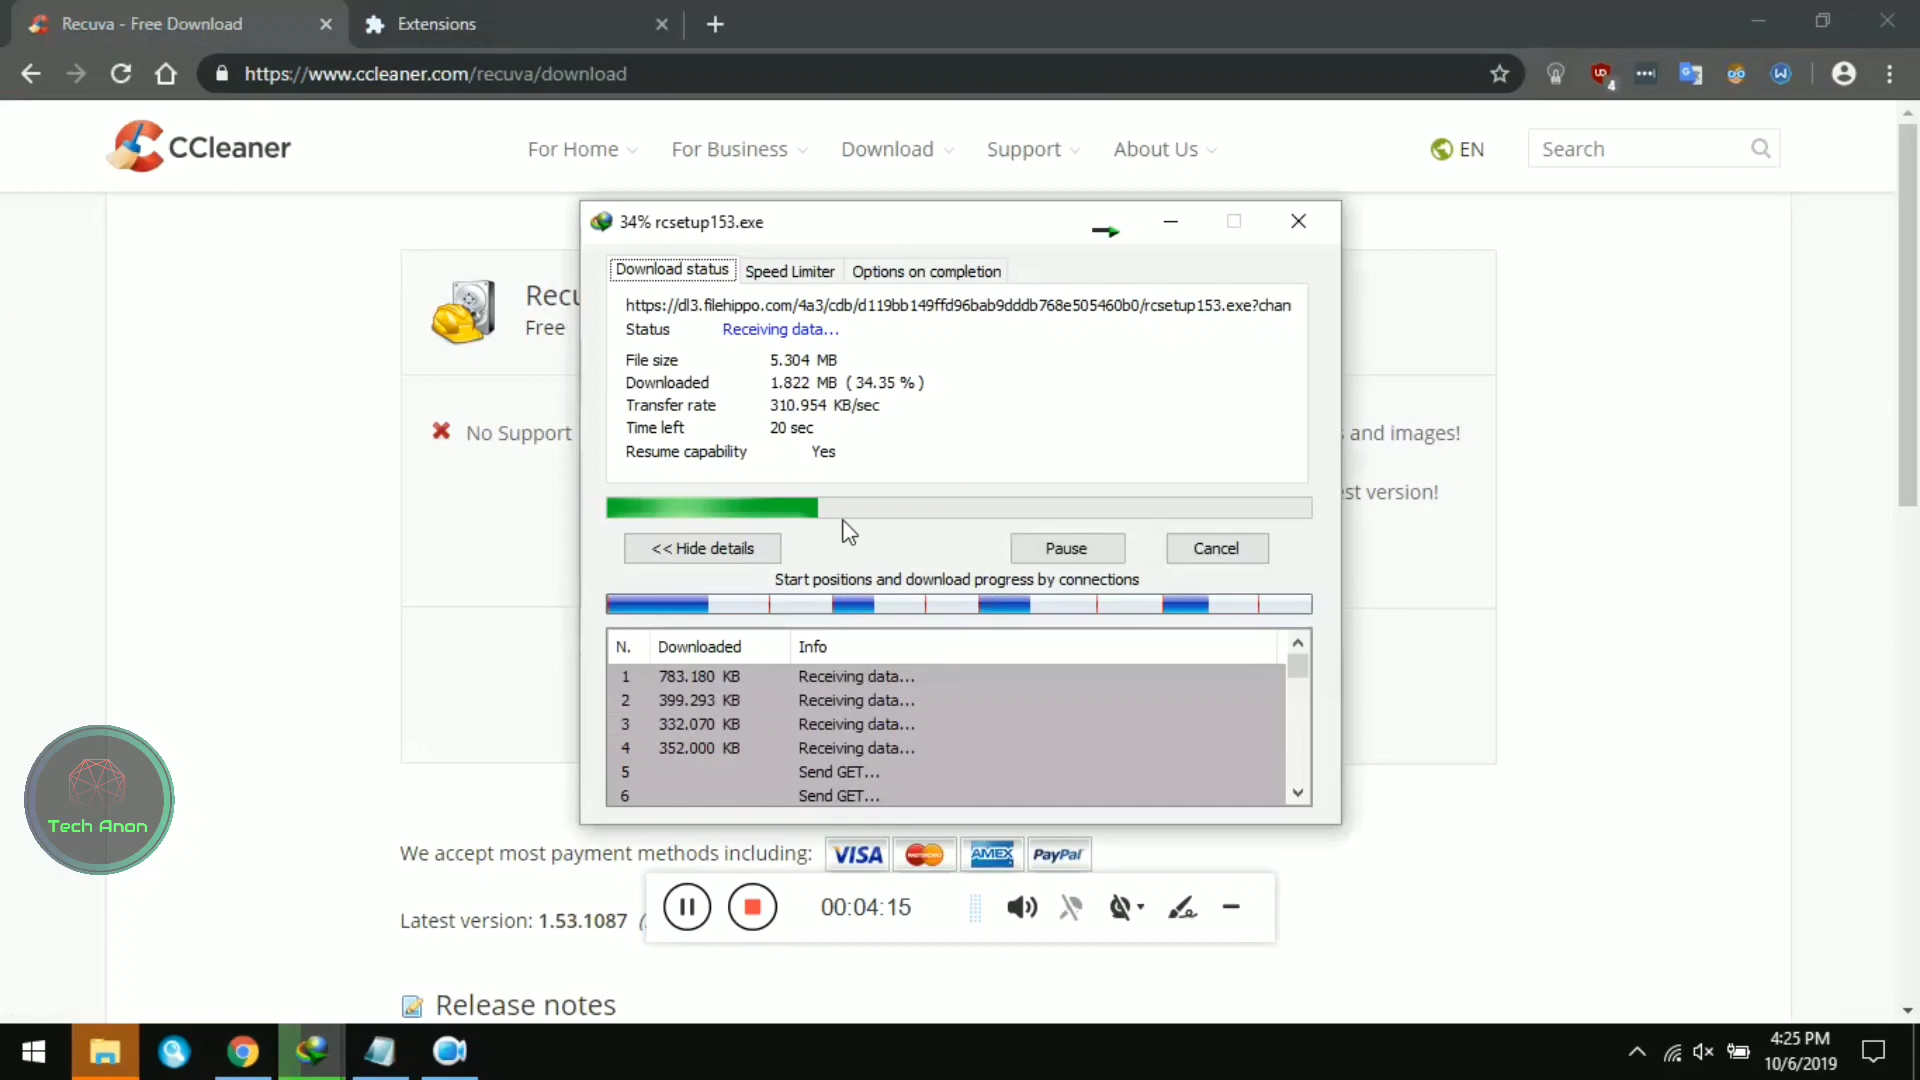 Recuva - Free Download
Extensions
https://www.ccleaner.com/recuva/download
4
CCleaner
For Home
For Business
Download
Support
About Us
EN
Search
Free
No Support
and images!
version!
34% rcsetup153.exe
Download status
Speed Limiter
Options on completion
https://dl3.filehippo.com/4a3/cdb/d119bb149ffd96bab9dddb768e505460b0/rcsetup153.exe?chan
Status Receiving data...
File size 5.304 MB
Downloaded 1.822 MB ( 34.35 % )
Transfer rate 310.954 KB/sec
Time left 20 sec
Resume capability Yes
<< Hide details
Pause
Cancel
Start positions and download progress by connections
N. Downloaded Info
1 783.180 KB Receiving data...
2 399.293 KB Receiving data...
3 332.070 KB Receiving data...
4 352.000 KB Receiving data...
5 Send GET...
6 Send GET...
Tech Anon
We accept most payment methods including: VISA MasterCard AMEX PayPal
00:04:15
Latest version: 1.53.1087
Release notes
4:25 PM
10/6/2019